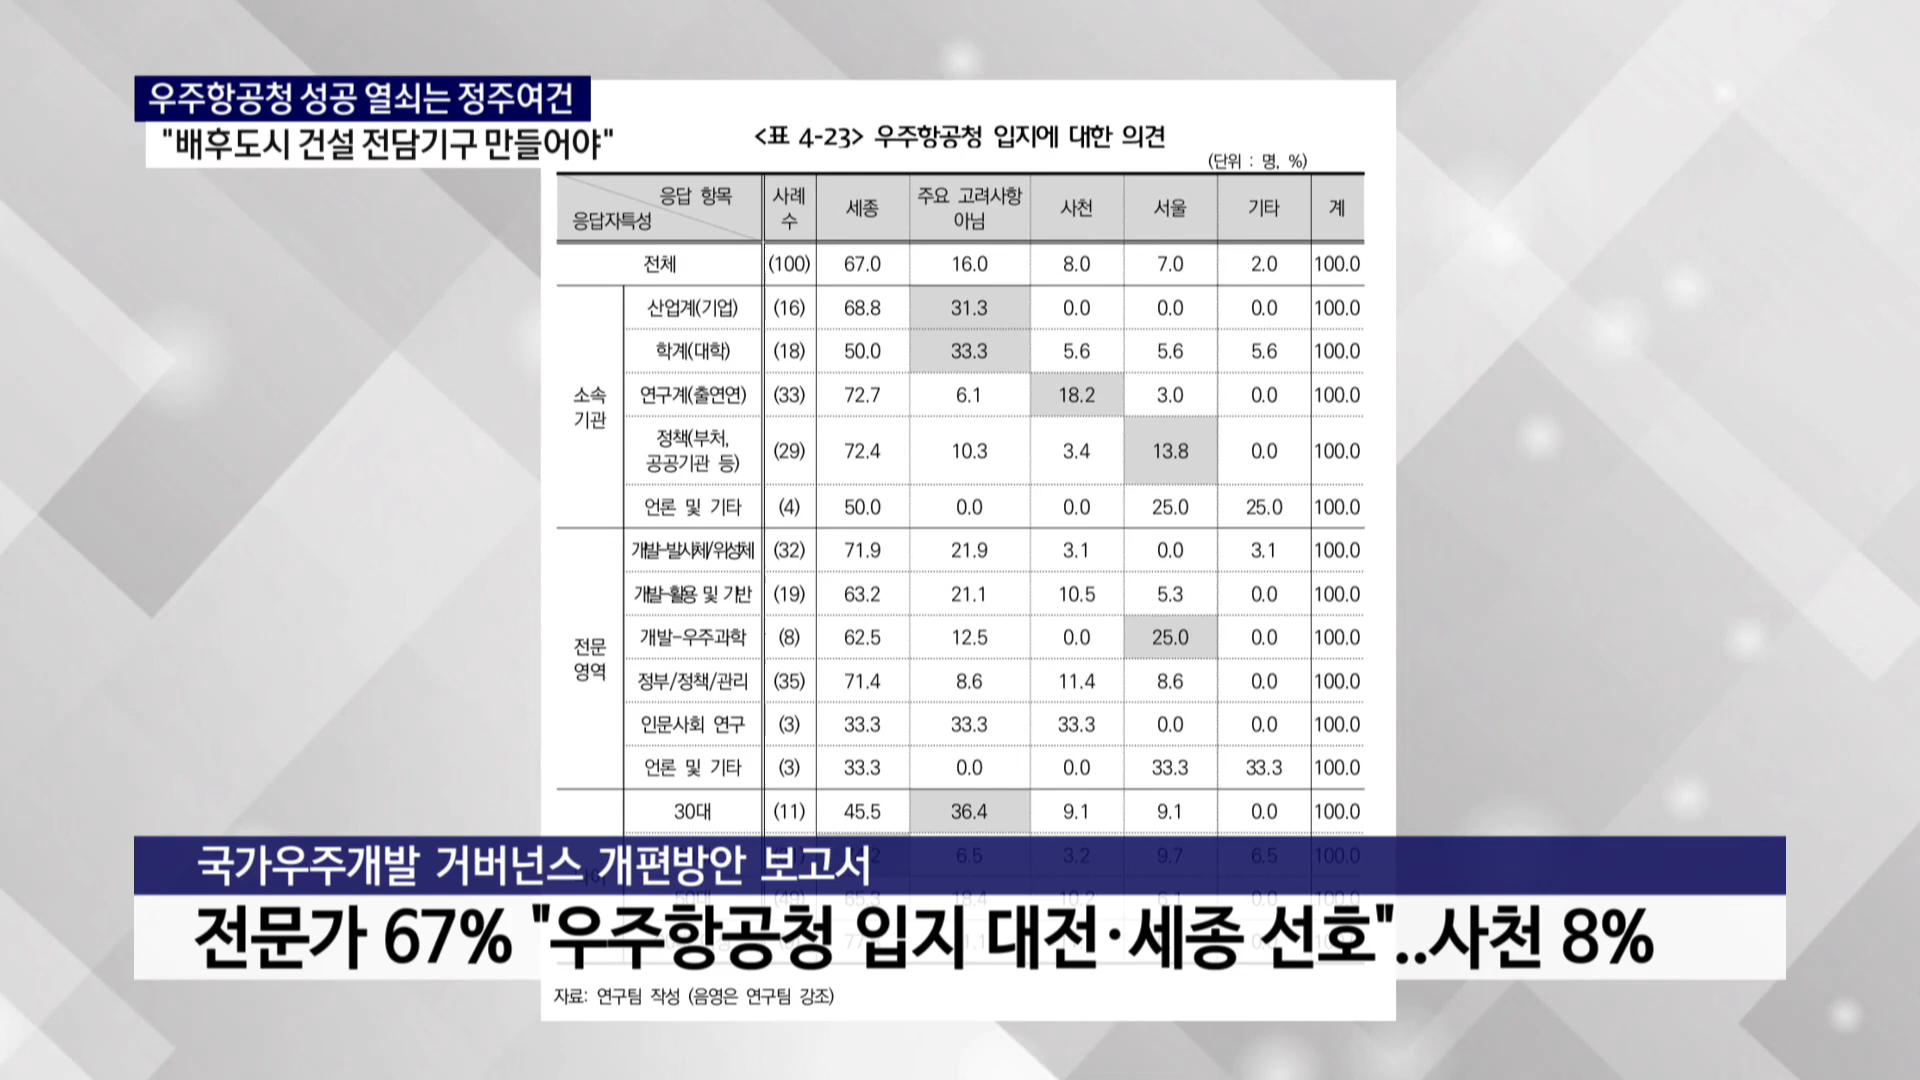 우주항공청 성공 열쇠는 정주여건
"배후도시 건설 전담기구 만들어야"
<표 4-23> 우주항공청 입지에 대한 의견
(단위 : 명, %)
응답 항목
응답자특성
사례 수 세종 주요 고려사항 아님 사천 서울 기타 계
전체 (100) 67.0 16.0 8.0 7.0 2.0 100.0
소속 기관
산업계(기업) (16) 68.8 31.3 0.0 0.0 0.0 100.0
학계(대학) (18) 50.0 33.3 5.6 5.6 5.6 100.0
연구계(출연연) (33) 72.7 6.1 18.2 3.0 0.0 100.0
정책(부처, 공공기관 등) (29) 72.4 10.3 3.4 13.8 0.0 100.0
언론 및 기타 (4) 50.0 0.0 0.0 25.0 25.0 100.0
전문 영역
개발-발사체/위성체 (32) 71.9 21.9 3.1 0.0 3.1 100.0
개발-활용 및 기반 (19) 63.2 21.1 10.5 5.3 0.0 100.0
개발-우주과학 (8) 62.5 12.5 0.0 25.0 0.0 100.0
정부/정책/관리 (35) 71.4 8.6 11.4 8.6 0.0 100.0
인문사회 연구 (3) 33.3 33.3 33.3 0.0 0.0 100.0
언론 및 기타 (3) 33.3 0.0 0.0 33.3 33.3 100.0
30대 (11) 45.5 36.4 9.1 9.1 0.0 100.0
6.5 3.2 9.7 6.5 100.0
국가우주개발 거버넌스 개편방안 보고서
전문가 67% "우주항공청 입지 대전·세종 선호"..사천 8%
자료: 연구팀 작성 (음영은 연구팀 강조)